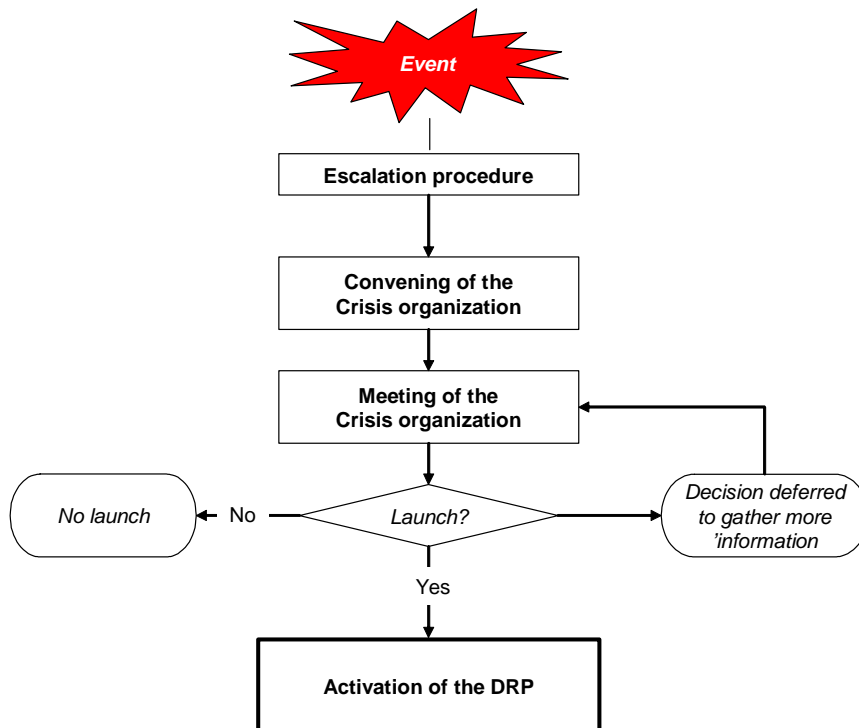 Event
Escalation procedure
Convening of the
Crisis organization
Meeting of the
Crisis organization
No launch
No
Launch?
Decision deferred
to gather more
'information
Yes
Activation of the DRP